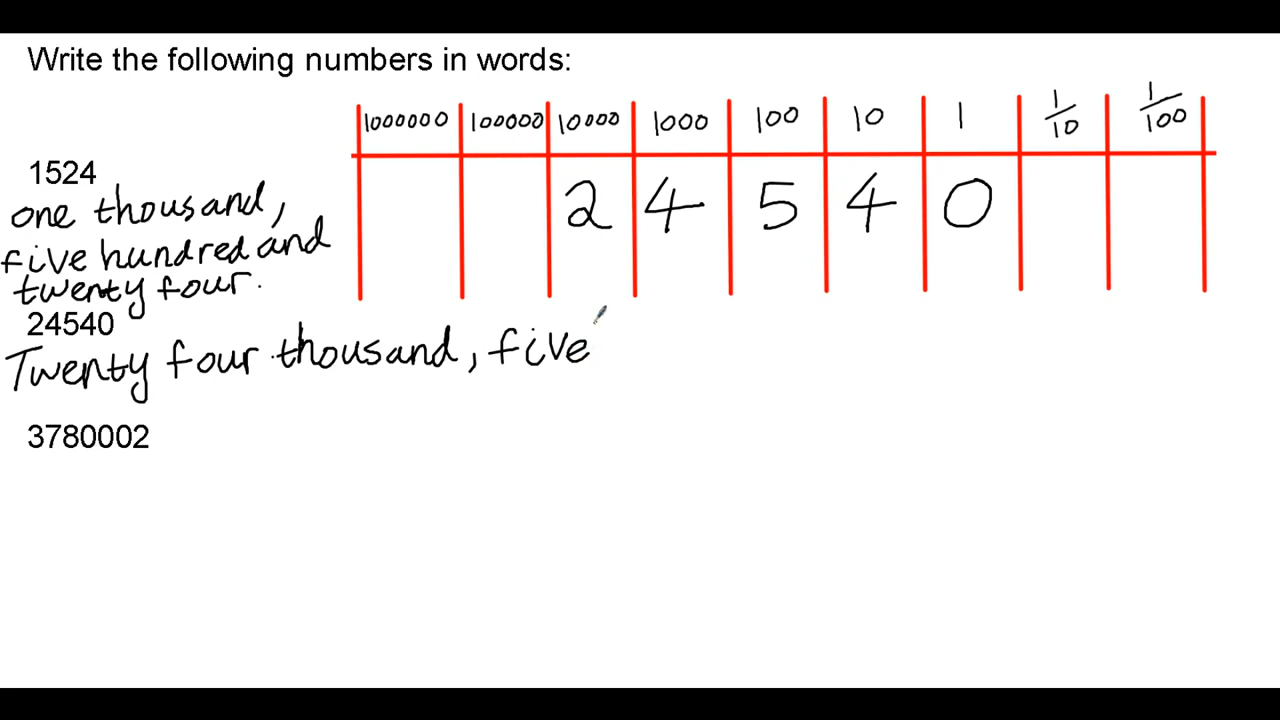 Write the following numbers in words:
1000000 100000 10000 1000 100 10 1 1/10 1/100
1524
2 4 5 4 0
one thousand,
five hundred and
twenty four.
24540
Twenty four thousand, five
3780002